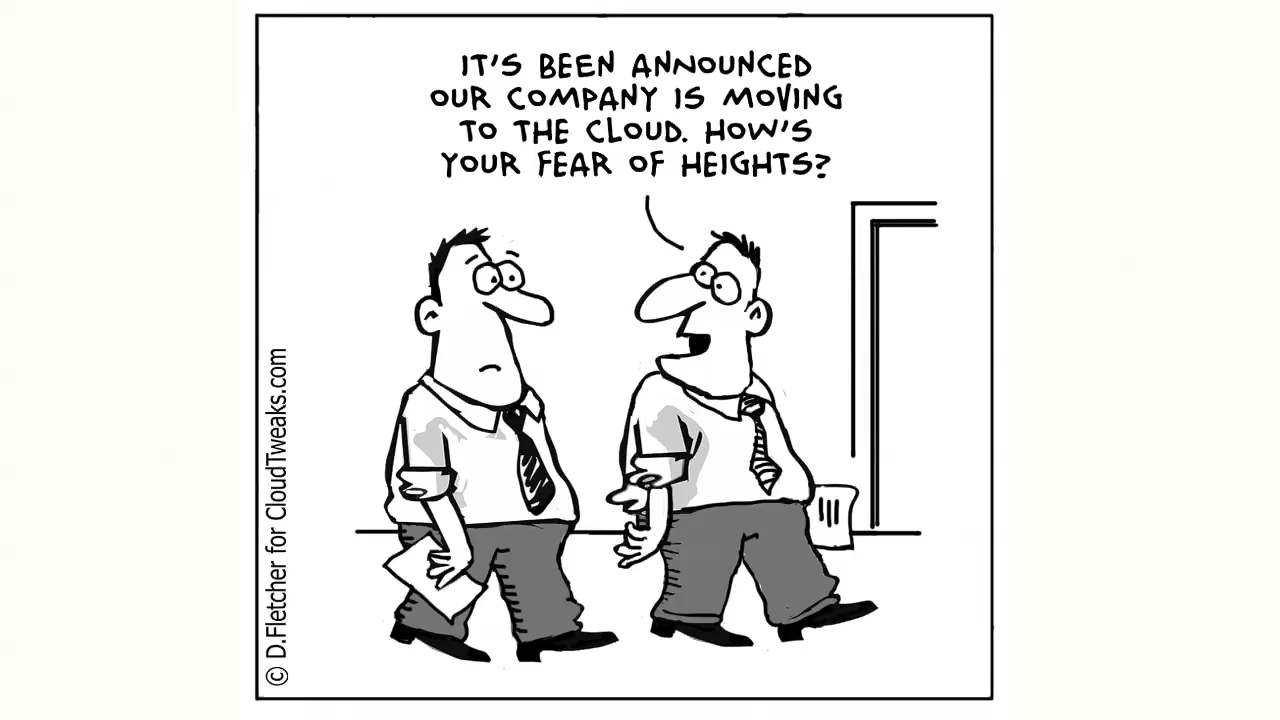 IT'S BEEN ANNOUNCED
OUR COMPANY IS MOVING
TO THE CLOUD. HOW'S
YOUR FEAR OF HEIGHTS?
© D.Fletcher for CloudTweaks.com